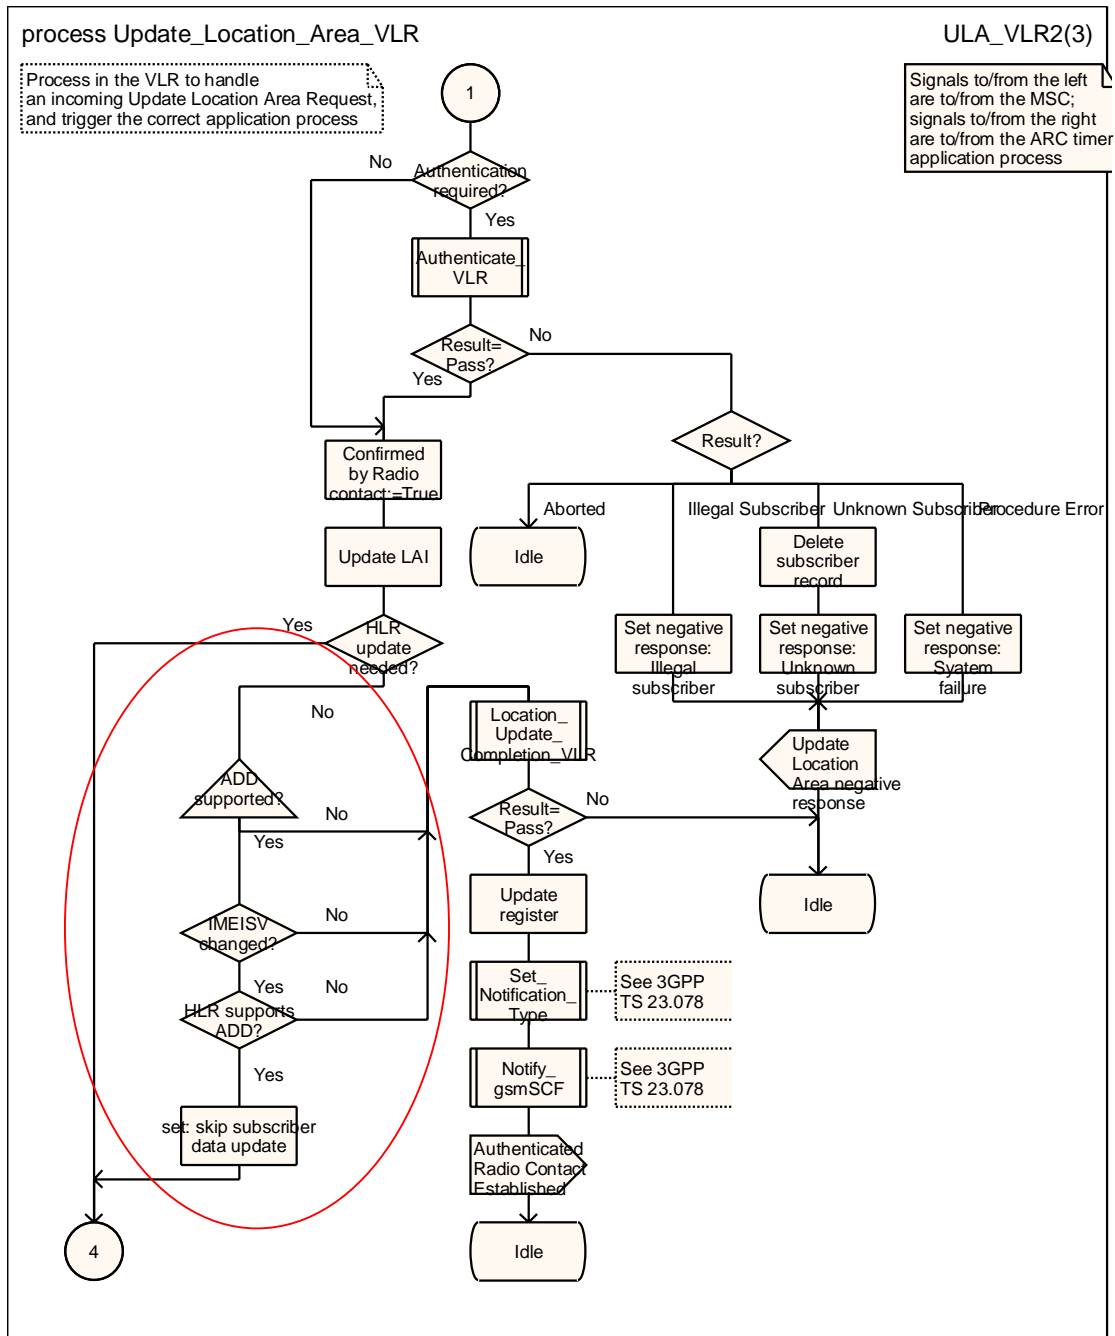 process Update_Location_Area_VLR
ULA_VLR2(3)
Process in the VLR to handle
an incoming Update Location Area Request,
and trigger the correct application process
Signals to/from the left
are to/from the MSC;
signals to/from the right
are to/from the ARC timer
application process
1
No
Authentication
required?
Yes
Authenticate_
VLR
No
Result=
Pass?
Yes
Result?
Confirmed
by Radio
contact:=True
Aborted
Illegal Subscriber
Unknown Subscriber
Procedure Error
Idle
Delete
subscriber
record
Update LAI
Yes
HLR
update
needed?
No
Set negative
response:
Illegal
subscriber
Set negative
response:
Unknown
subscriber
Set negative
response:
Syatem
failure
Location_
Update_
Completion_VLR
Update
Location
Area negative
response
ADD
supported?
No
Yes
Result=
Pass?
No
Yes
Update
register
Idle
IMEISV
changed?
No
Yes
Set_
Notification_
Type
See 3GPP
TS 23.078
HLR supports
ADD?
No
Yes
Notify_
gsmSCF
See 3GPP
TS 23.078
set: skip subscriber
data update
Authenticated
Radio Contact
Established
4
Idle